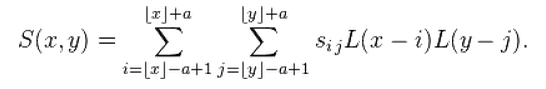 S(x, y) = \sum_{i=\lfloor x \rfloor - a + 1}^{\lfloor x \rfloor + a} \sum_{j=\lfloor y \rfloor - a + 1}^{\lfloor y \rfloor + a} s_{ij} L(x - i) L(y - j).